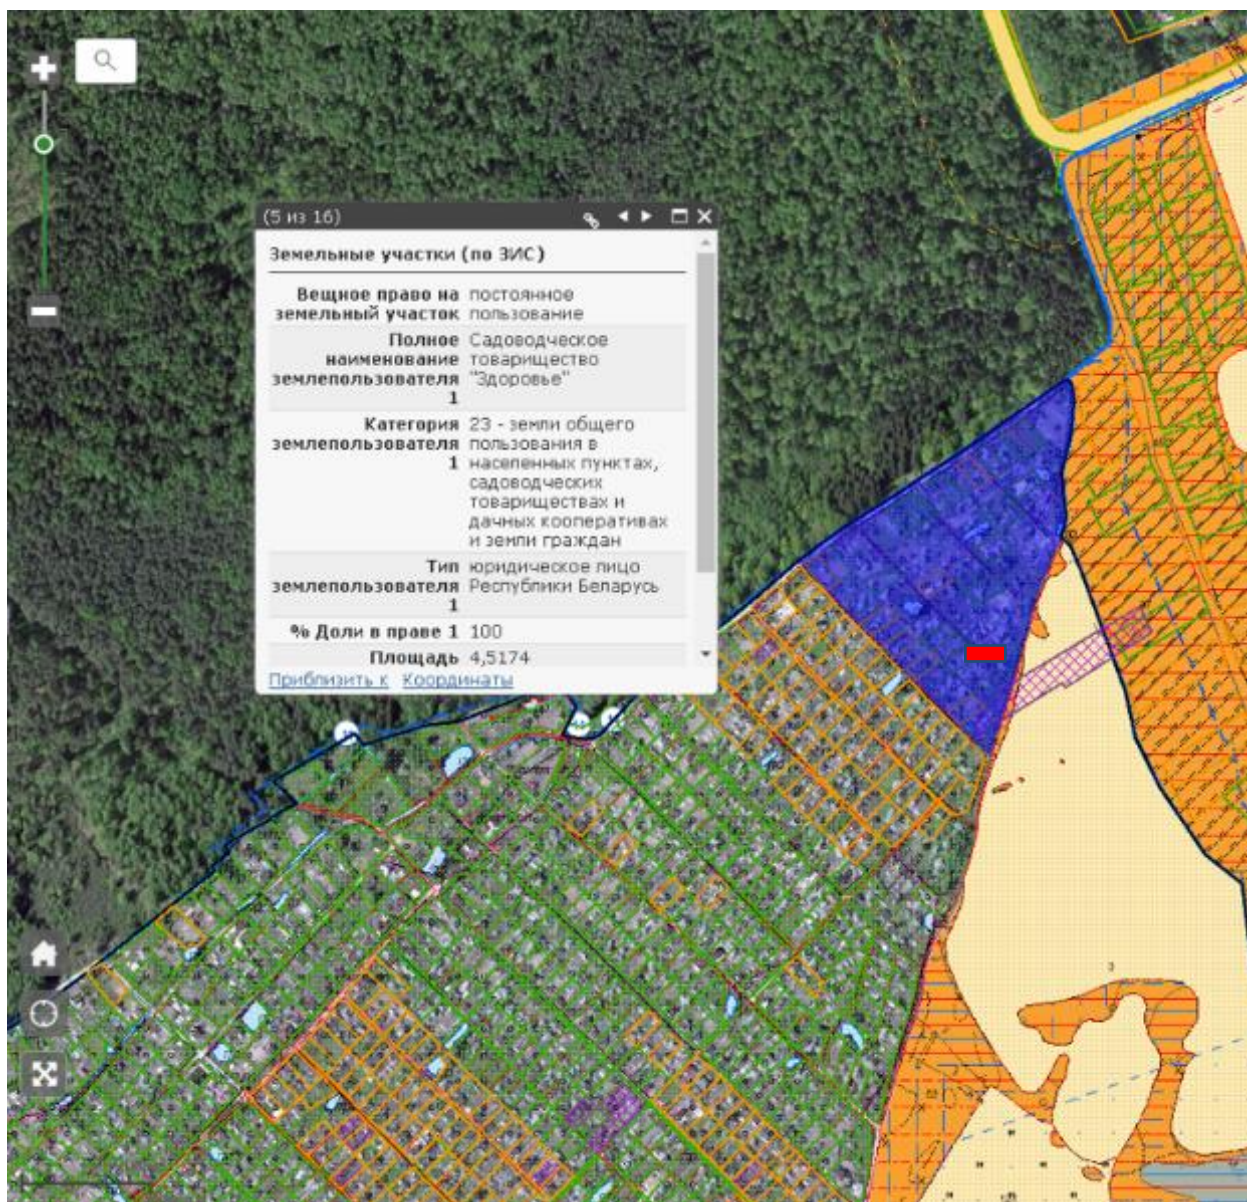 (5 из 16)
Земельные участки (по ЗИС)
Вещное право на постоянное
земельный участок пользование
Полное Садоводческое
наименование товарищество
землепользователя "Здоровье"
1
Категория 23 - земли общего
землепользователя пользования в
1 населенных пунктах,
садоводческих
товариществах и
дачных кооперативах
и земли граждан
Тип юридическое лицо
землепользователя Республики Беларусь
1
% Доли в праве 1 100
Площадь 4,5174
Приблизить к Координаты